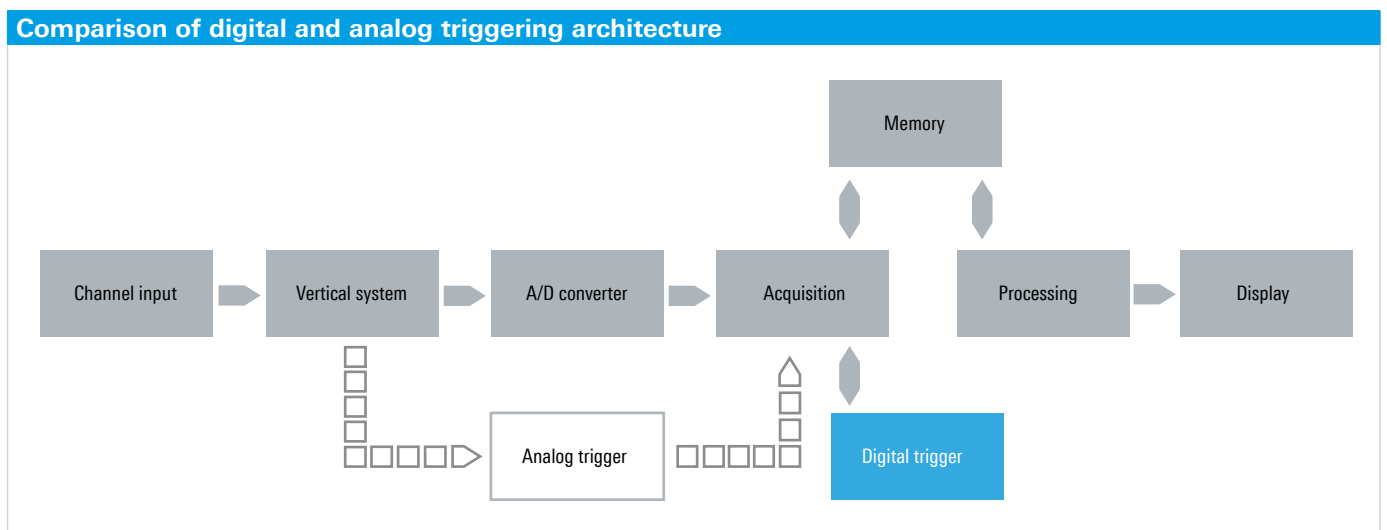 Comparison of digital and analog triggering architecture
Memory
Channel input
Vertical system
A/D converter
Acquisition
Processing
Display
Analog trigger
Digital trigger